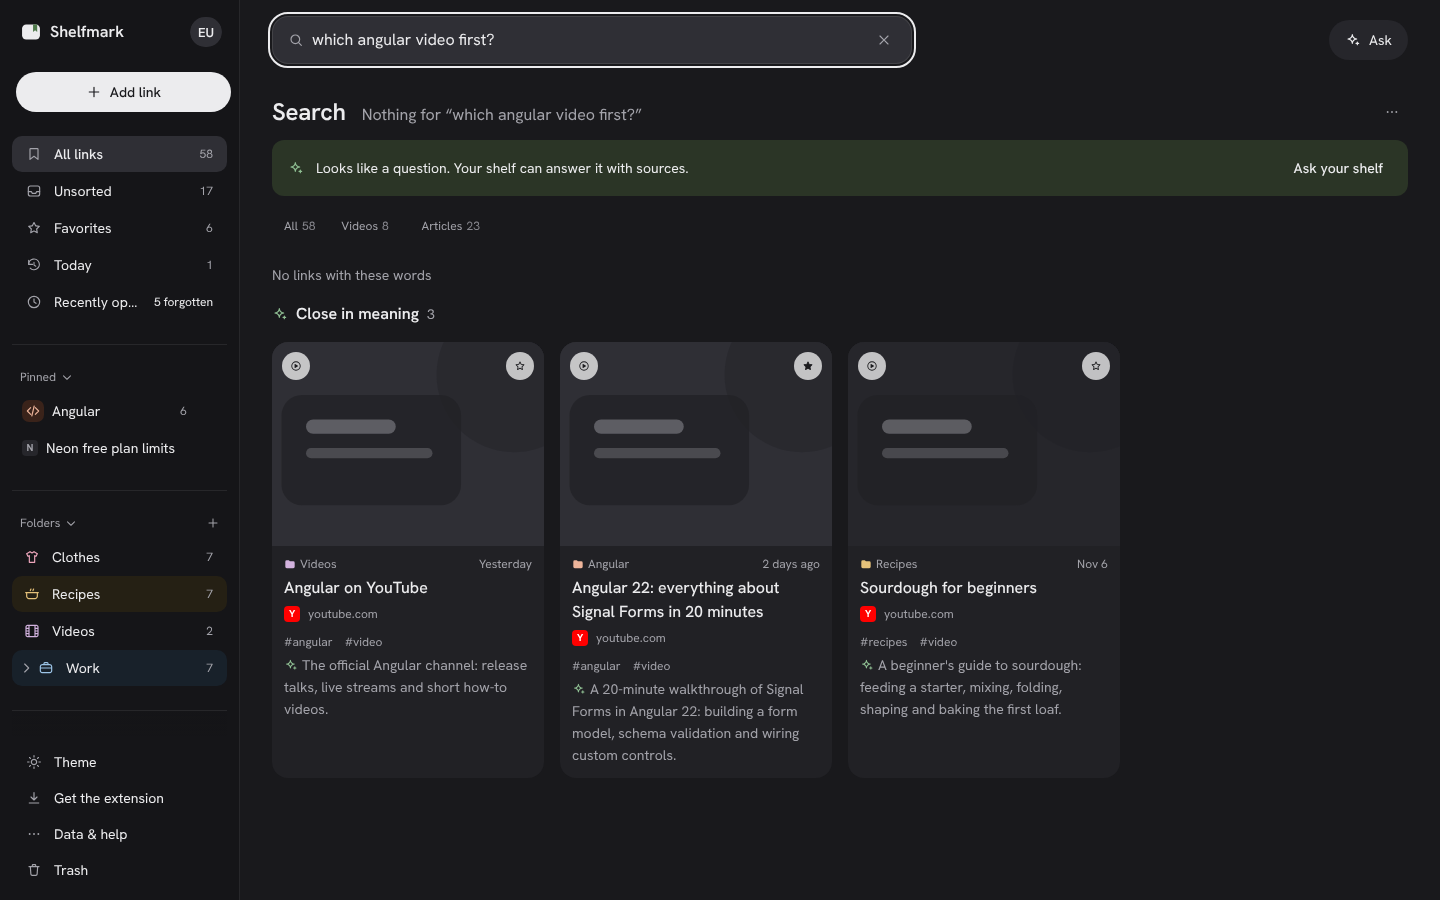 Shelfmark
EU
Add link
All links 58
Unsorted 17
Favorites 6
Today 1
Recently op... 5 forgotten
Pinned
Angular 6
N Neon free plan limits
Folders
Clothes 7
Recipes 7
Videos 2
Work 7
Theme
Get the extension
Data & help
Trash
which angular video first?
Ask
Search Nothing for “which angular video first?”
Looks like a question. Your shelf can answer it with sources.
Ask your shelf
All 58 Videos 8 Articles 23
No links with these words
Close in meaning 3
Videos Yesterday
Angular on YouTube
Y youtube.com
#angular #video
The official Angular channel: release
talks, live streams and short how-to
videos.
Angular 2 days ago
Angular 22: everything about
Signal Forms in 20 minutes
Y youtube.com
#angular #video
A 20-minute walkthrough of Signal
Forms in Angular 22: building a form
model, schema validation and wiring
custom controls.
Recipes Nov 6
Sourdough for beginners
Y youtube.com
#recipes #video
A beginner's guide to sourdough:
feeding a starter, mixing, folding,
shaping and baking the first loaf.